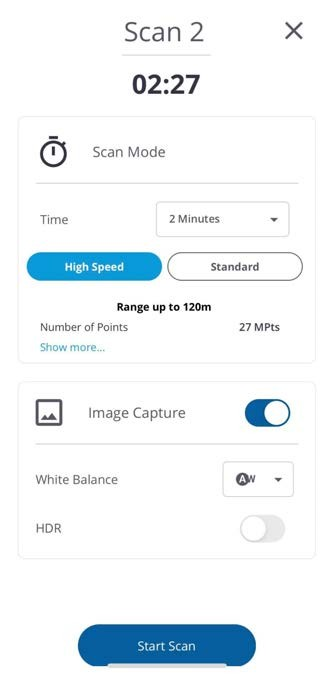 Scan 2
02:27
Scan Mode
Time 2 Minutes
High Speed Standard
Range up to 120m
Number of Points 27 MPts
Show more...
Image Capture
White Balance AW
HDR
Start Scan